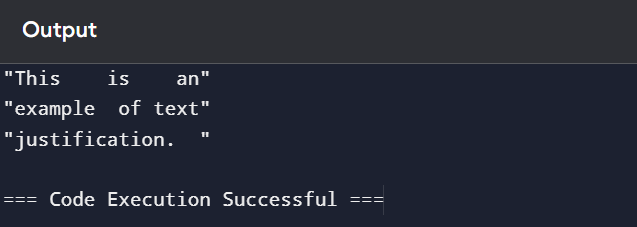 Output
"This    is    an"
"example  of text"
"justification.  "
=== Code Execution Successful ===